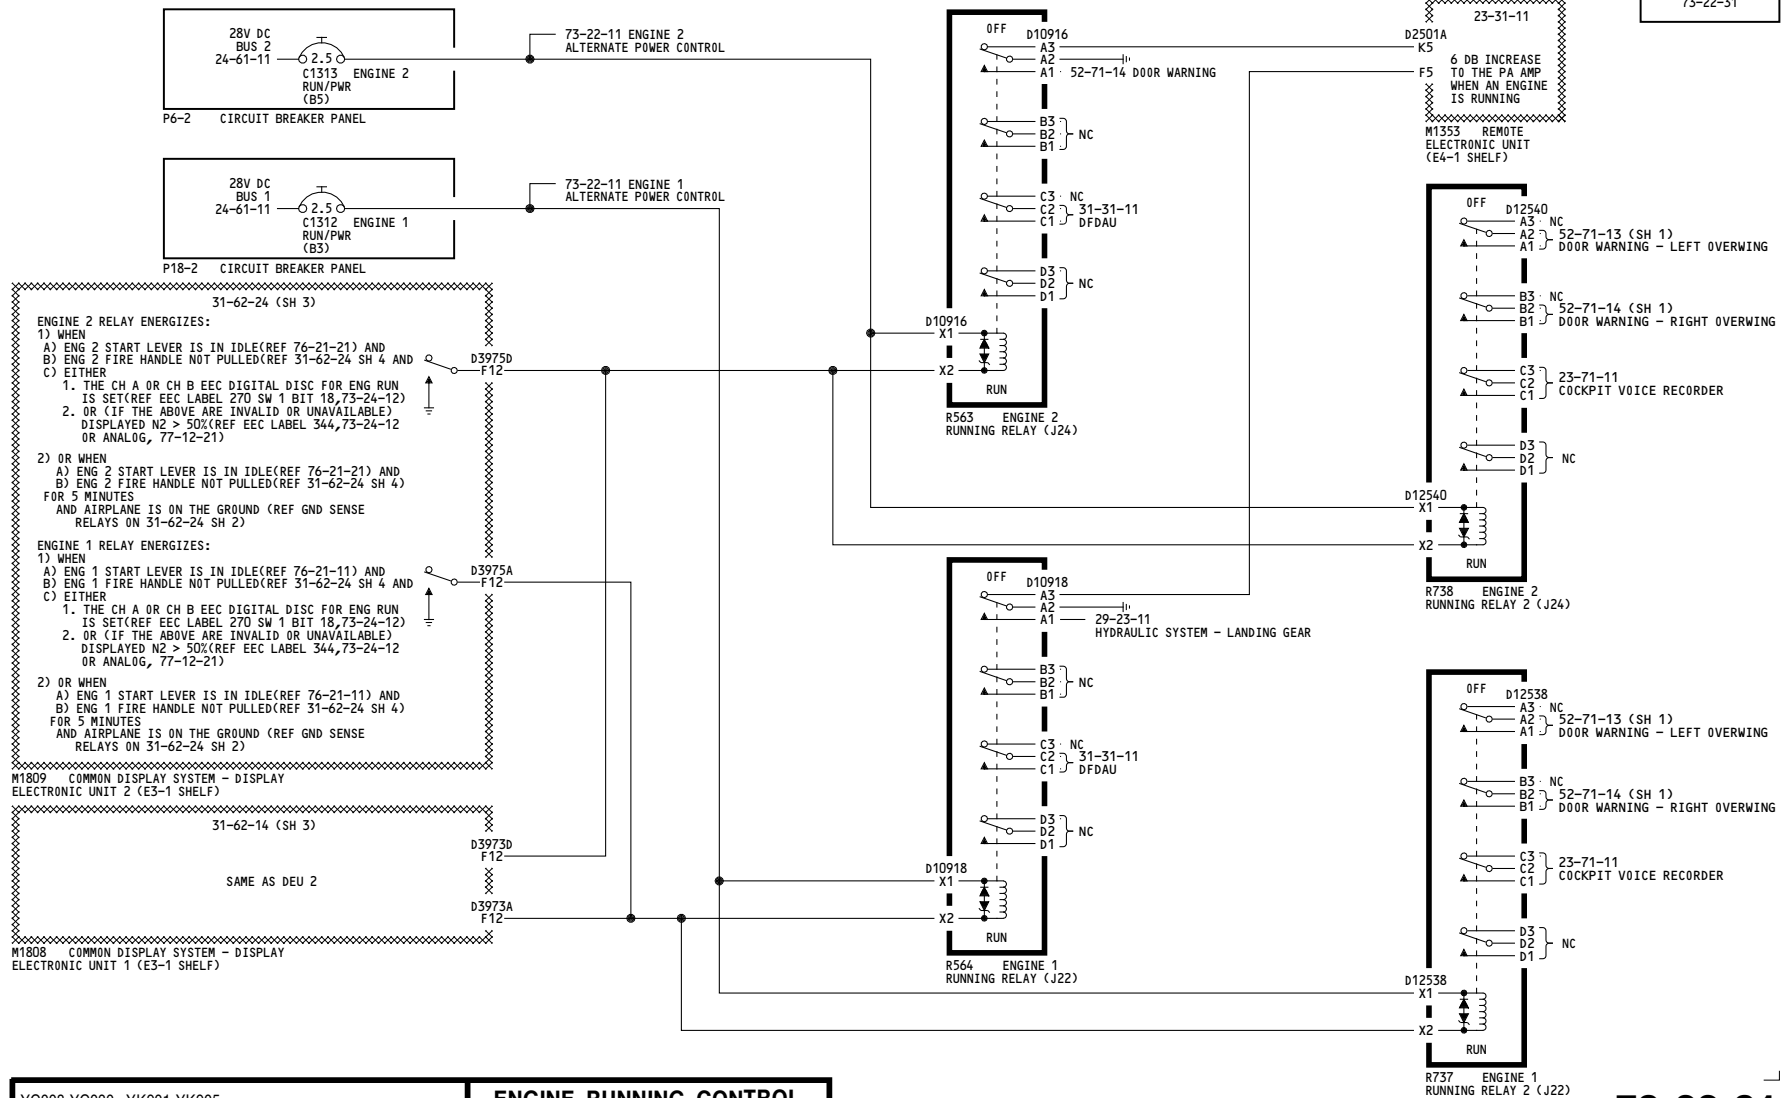 28V DC
BUS 2
24-61-11
2.5
C1313 ENGINE 2
RUN/PWR
(B5)
P6-2 CIRCUIT BREAKER PANEL
73-22-11 ENGINE 2
ALTERNATE POWER CONTROL
28V DC
BUS 1
24-61-11
2.5
C1312 ENGINE 1
RUN/PWR
(B3)
P18-2 CIRCUIT BREAKER PANEL
73-22-11 ENGINE 1
ALTERNATE POWER CONTROL
31-62-24 (SH 3)
ENGINE 2 RELAY ENERGIZES:
1) WHEN
A) ENG 2 START LEVER IS IN IDLE(REF 76-21-21) AND
B) ENG 2 FIRE HANDLE NOT PULLED(REF 31-62-24 SH 4 AND
C) EITHER
1. THE CH A OR CH B EEC DIGITAL DISC FOR ENG RUN
IS SET(REF EEC LABEL 270 SW 1 BIT 18,73-24-12)
2. OR (IF THE ABOVE ARE INVALID OR UNAVAILABLE)
DISPLAYED N2 > 50%(REF EEC LABEL 344,73-24-12
OR ANALOG, 77-12-21)
2) OR WHEN
A) ENG 2 START LEVER IS IN IDLE(REF 76-21-21) AND
B) ENG 2 FIRE HANDLE NOT PULLED(REF 31-62-24 SH 4)
FOR 5 MINUTES
AND AIRPLANE IS ON THE GROUND (REF GND SENSE
RELAYS ON 31-62-24 SH 2)
ENGINE 1 RELAY ENERGIZES:
1) WHEN
A) ENG 1 START LEVER IS IN IDLE(REF 76-21-11) AND
B) ENG 1 FIRE HANDLE NOT PULLED(REF 31-62-24 SH 4 AND
C) EITHER
1. THE CH A OR CH B EEC DIGITAL DISC FOR ENG RUN
IS SET(REF EEC LABEL 270 SW 1 BIT 18,73-24-12)
2. OR (IF THE ABOVE ARE INVALID OR UNAVAILABLE)
DISPLAYED N2 > 50%(REF EEC LABEL 344,73-24-12
OR ANALOG, 77-12-21)
2) OR WHEN
A) ENG 1 START LEVER IS IN IDLE(REF 76-21-11) AND
B) ENG 1 FIRE HANDLE NOT PULLED(REF 31-62-24 SH 4)
FOR 5 MINUTES
AND AIRPLANE IS ON THE GROUND (REF GND SENSE
RELAYS ON 31-62-24 SH 2)
D3975D
F12
D3975A
F12
M1809 COMMON DISPLAY SYSTEM - DISPLAY
ELECTRONIC UNIT 2 (E3-1 SHELF)
31-62-14 (SH 3)
SAME AS DEU 2
D3973D
F12
D3973A
F12
M1808 COMMON DISPLAY SYSTEM - DISPLAY
ELECTRONIC UNIT 1 (E3-1 SHELF)
OFF
D10916
A3
A2
A1 52-71-14 DOOR WARNING
B3
B2 NC
B1
C3 NC
C2 31-31-11
C1 DFDAU
D3
D2 NC
D1
D10916
X1
X2
RUN
R563 ENGINE 2
RUNNING RELAY (J24)
OFF
D10918
A3
A2
A1 29-23-11
HYDRAULIC SYSTEM - LANDING GEAR
B3
B2 NC
B1
C3 NC
C2 31-31-11
C1 DFDAU
D3
D2 NC
D1
D10918
X1
X2
RUN
R564 ENGINE 1
RUNNING RELAY (J22)
73-22-31
23-31-11
D2501A
K5
F5
6 DB INCREASE
TO THE PA AMP
WHEN AN ENGINE
IS RUNNING
M1353 REMOTE
ELECTRONIC UNIT
(E4-1 SHELF)
OFF
D12540
A3 NC
A2 52-71-13 (SH 1)
A1 DOOR WARNING - LEFT OVERWING
B3 NC
B2 52-71-14 (SH 1)
B1 DOOR WARNING - RIGHT OVERWING
C3
C2 23-71-11
C1 COCKPIT VOICE RECORDER
D3
D2 NC
D1
D12540
X1
X2
RUN
R738 ENGINE 2
RUNNING RELAY 2 (J24)
OFF
D12538
A3 NC
A2 52-71-13 (SH 1)
A1 DOOR WARNING - LEFT OVERWING
B3 NC
B2 52-71-14 (SH 1)
B1 DOOR WARNING - RIGHT OVERWING
C3
C2 23-71-11
C1 COCKPIT VOICE RECORDER
D3
D2 NC
D1
D12538
X1
X2
RUN
R737 ENGINE 1
RUNNING RELAY 2 (J22)
ENGINE RUNNING CONTROL